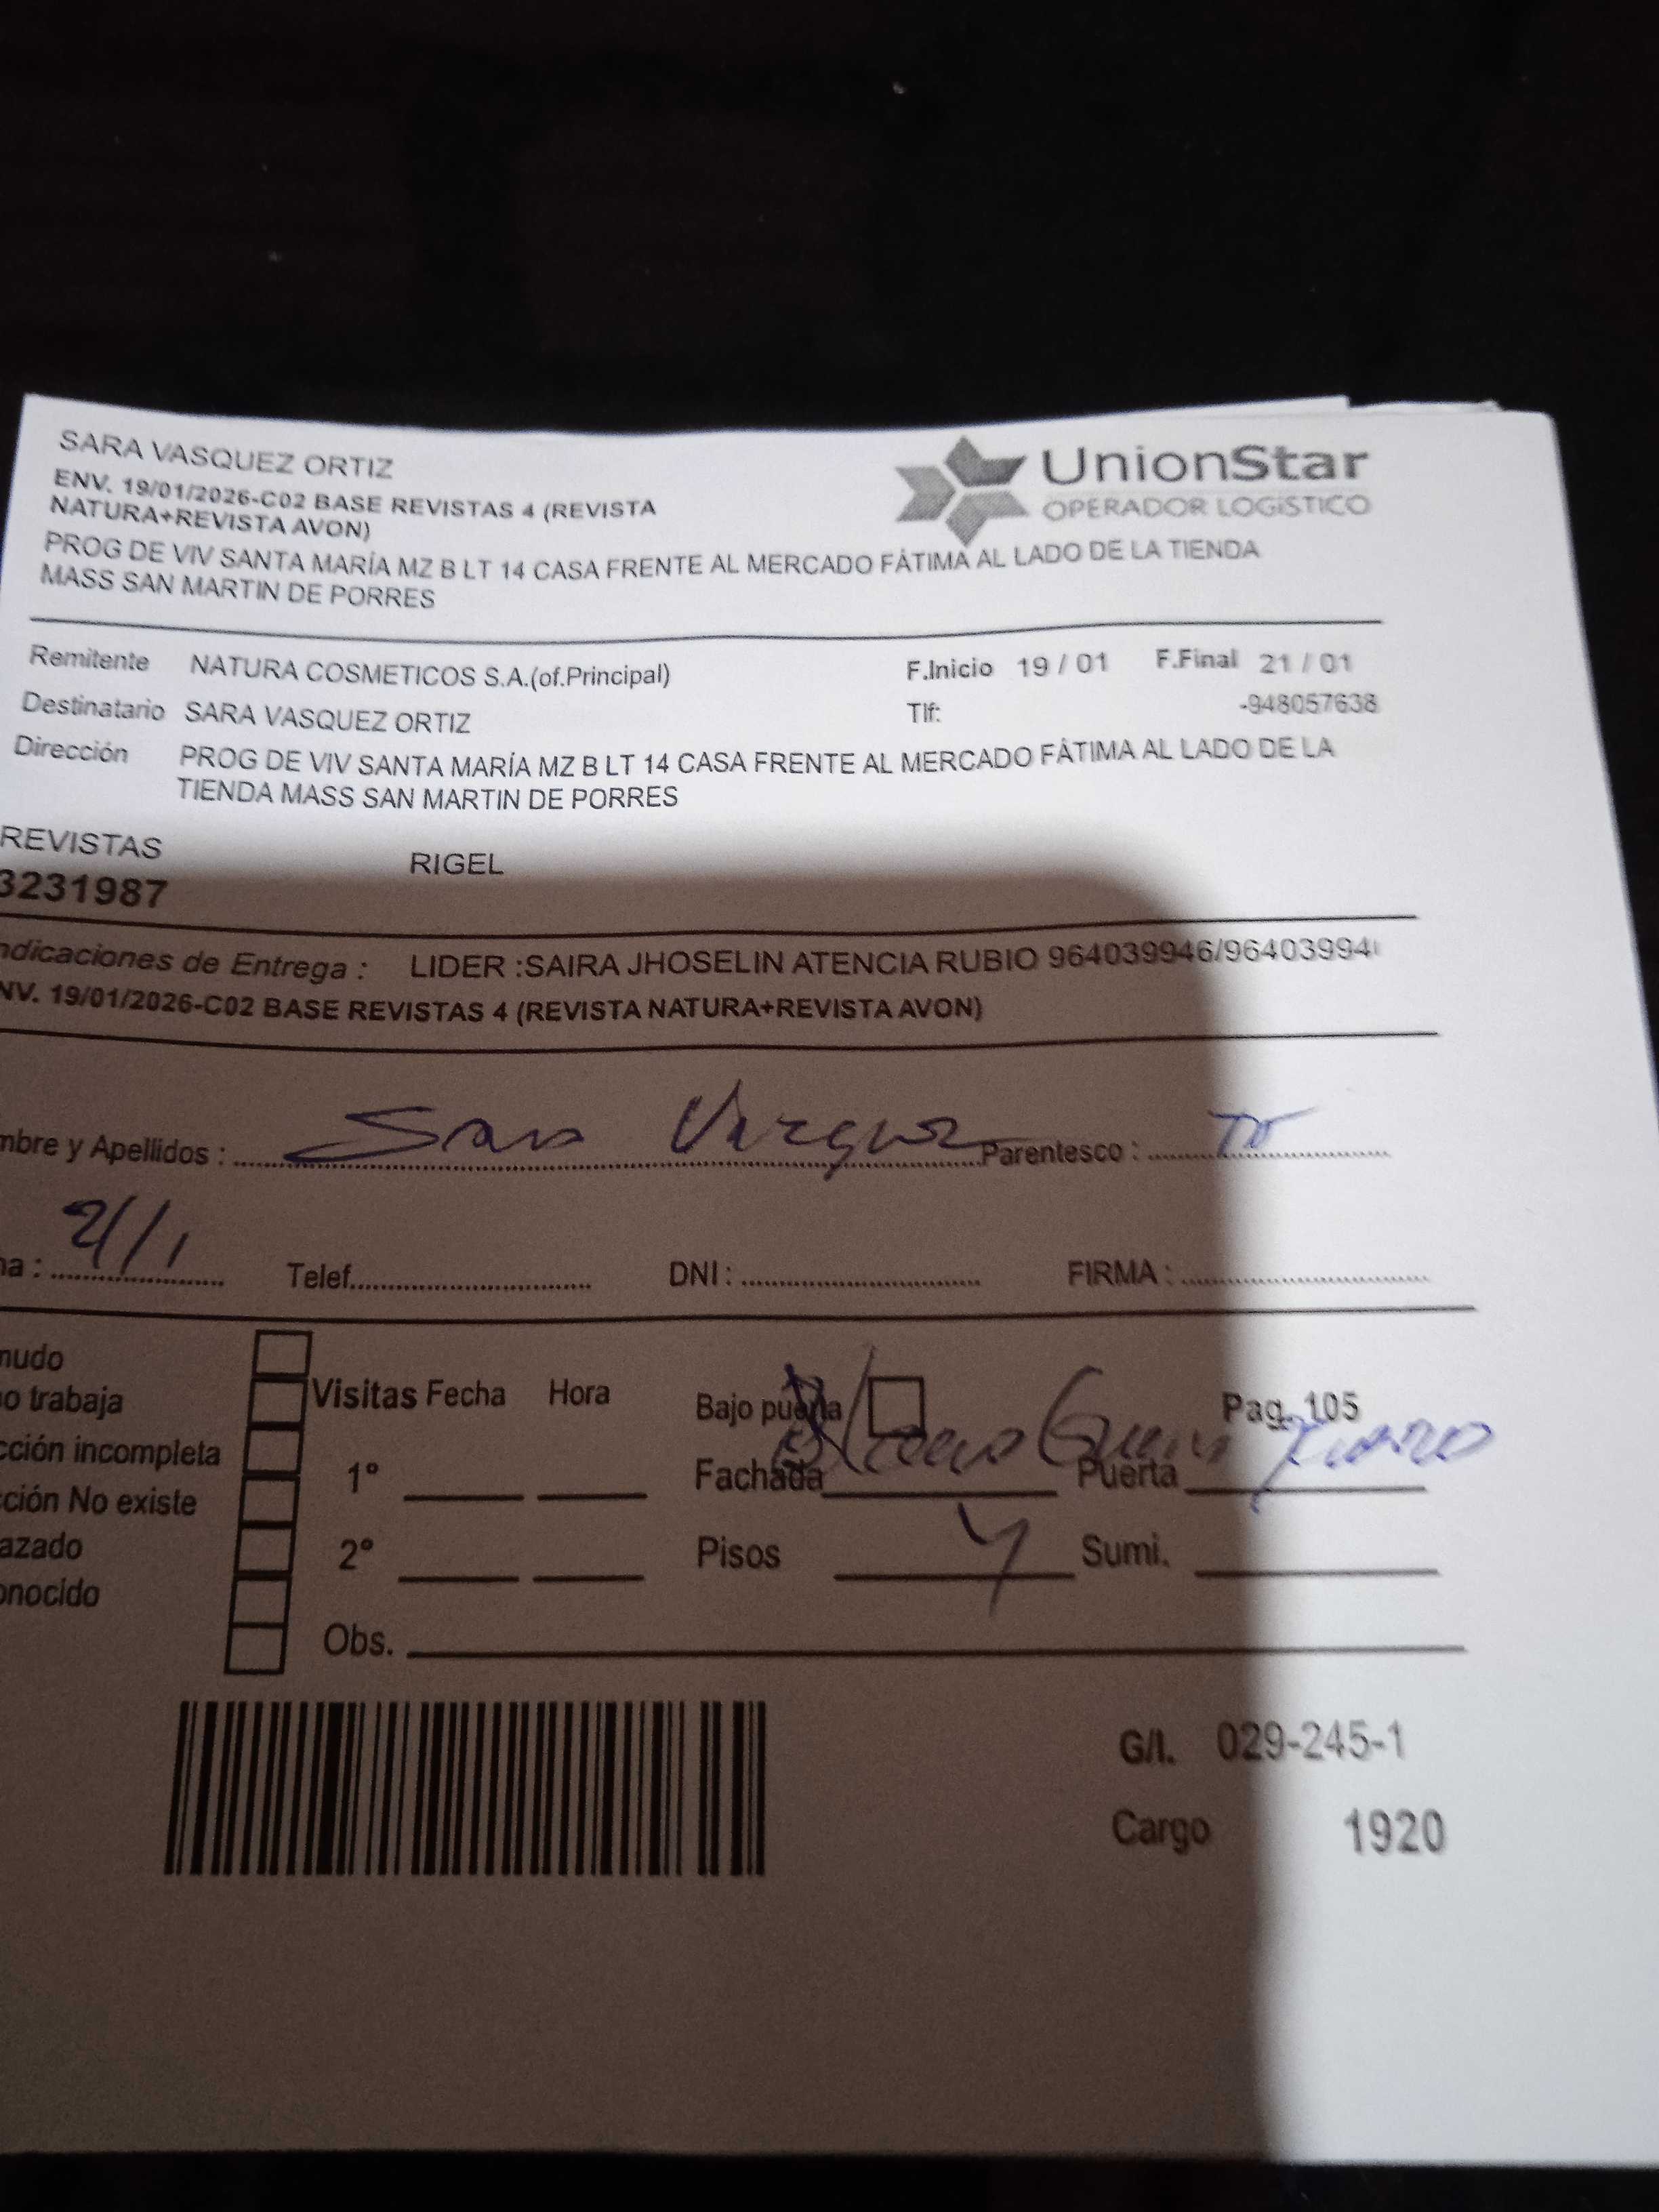 SARA VASQUEZ ORTIZ
ENV. 19/01/2026-C02 BASE REVISTAS 4 (REVISTA
NATURA+REVISTA AVON)
PROG DE VIV SANTA MARÍA MZ B LT 14 CASA FRENTE AL MERCADO FÁTIMA AL LADO DE LA TIENDA
MASS SAN MARTIN DE PORRES
UnionStar
OPERADOR LOGÍSTICO
Remitente NATURA COSMETICOS S.A.(of.Principal) F.Inicio 19 / 01 F.Final 21 / 01
Destinatario SARA VASQUEZ ORTIZ Tlf: -948057638
Dirección PROG DE VIV SANTA MARÍA MZ B LT 14 CASA FRENTE AL MERCADO FÁTIMA AL LADO DE LA
TIENDA MASS SAN MARTIN DE PORRES
REVISTAS RIGEL
3231987
ndicaciones de Entrega : LIDER :SAIRA JHOSELIN ATENCIA RUBIO 964039946/96403994
NV. 19/01/2026-C02 BASE REVISTAS 4 (REVISTA NATURA+REVISTA AVON)
mbre y Apellidos : Sara Parentesco :
ha : 21/1 Telef. DNI : FIRMA :
mudo
o trabaja Visitas Fecha Hora Bajo puerta Pag. 105
cción incompleta
1° Fachada Puerta
cción No existe
azado 2° Pisos 4 Sumi.
onocido
Obs.
G/I. 029-245-1
Cargo 1920